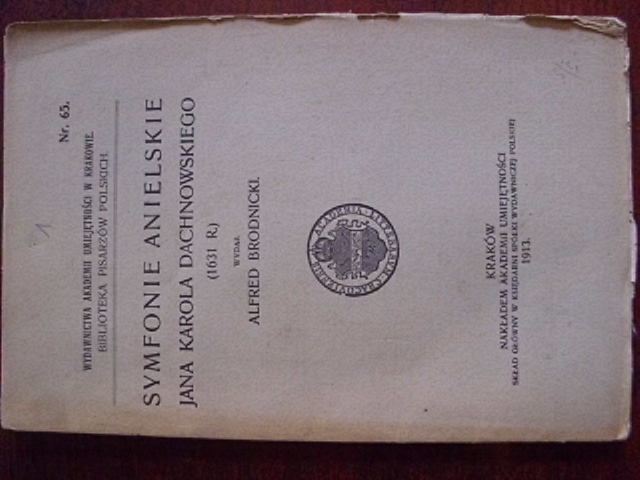 Nr. 65.
WYDAWNICTWA AKADEMII UMIEJĘTNOŚCI W KRAKOWIE.
BIBLIOTEKA PISARZÓW POLSKICH
SYMFONIE ANIELSKIE
JANA KAROLA DACHNOWSKIEGO
(1631 R.)
WYDAŁ
ALFRED BRODNICKI.
KRAKÓW
NAKŁADEM AKADEMII UMIEJĘTNOŚCI
SKŁAD GŁÓWNY W KSIĘGARNI SPÓŁKI WYDAWNICZEJ POLSKIEJ
1913.